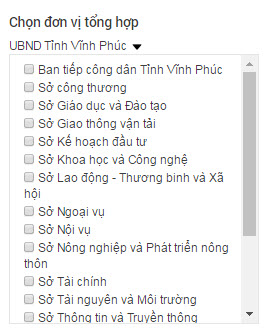 Chọn đơn vị tổng hợp
UBND Tỉnh Vĩnh Phúc
Ban tiếp công dân Tỉnh Vĩnh Phúc
Sở công thương
Sở Giáo dục và Đào tạo
Sở Giao thông vận tải
Sở Kế hoạch đầu tư
Sở Khoa học và Công nghệ
Sở Lao động - Thương binh và Xã
hội
Sở Ngoại vụ
Sở Nội vụ
Sở Nông nghiệp và Phát triển nông
thôn
Sở Tài chính
Sở Tài nguyên và Môi trường
Sở Thông tin và Truyền thông